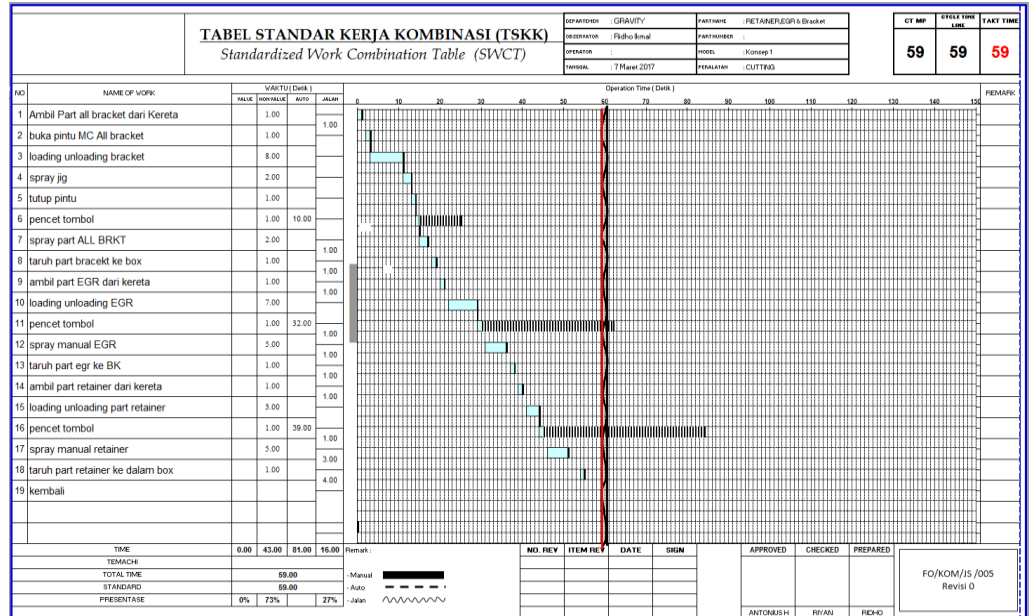 TABEL STANDAR KERJA KOMBINASI (TSKK)
Standardized Work Combination Table (SWCT)
DEPARTEMEN : GRAVITY PARTNAME : RETAINER,EGR & Bracket
OBSERVATOR : Ridho Ikmal PARTNUMBER :
OPERATOR : MODEL : Konsep 1
TANGGAL : 7 Maret 2017 PERALATAN : CUTTING
CT MP CYCLE TIME LINE TAKT TIME
59 59 59
NO NAME OF WORK WAKTU ( Detik ) Operation Time ( Detik ) REMARK
VALUE NON VALUE AUTO JALAN 10 20 30 40 50 60 70 80 90 100 110 120 130 140 150
1 Ambil Part all bracket dari Kereta 1.00
1.00
2 buka pintu MC All bracket 1.00
3 loading unloading bracket 8.00
4 spray jig 2.00
5 tutup pintu 1.00
6 pencet tombol 1.00 10.00
7 spray part ALL BRKT 2.00
1.00
8 taruh part bracekt ke box 1.00
1.00
9 ambil part EGR dari kereta 1.00
1.00
10 loading unloading EGR 7.00
11 pencet tombol 1.00 32.00
1.00
12 spray manual EGR 5.00
1.00
13 taruh part egr ke BK 1.00
1.00
14 ambil part retainer dari kereta 1.00
1.00
15 loading unloading part retainer 3.00
16 pencet tombol 1.00 39.00
1.00
17 spray manual retainer 5.00
3.00
18 taruh part retainer ke dalam box 1.00
4.00
19 kembali
TIME 0.00 43.00 81.00 16.00 Remark : NO. REV ITEM REV DATE SIGN APPROVED CHECKED PREPARED
TEMACHI
TOTAL TIME 59.00 - Manual
STANDARD 59.00 - Auto
PRESENTASE 0% 73% 27% - Jalan
FO/KOM/JS /005
Revisi 0
ANTONIUS H RIYAN RIDHO